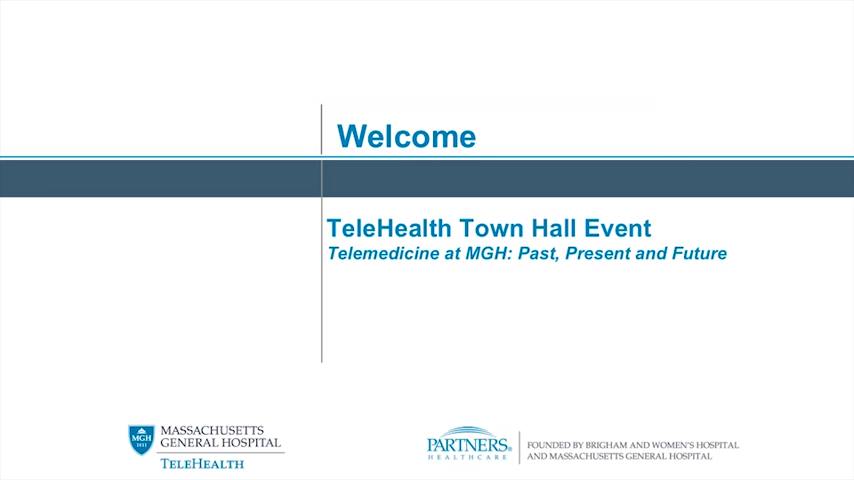 Welcome
TeleHealth Town Hall Event
Telemedicine at MGH: Past, Present and Future
MGH
1811
MASSACHUSETTS
GENERAL HOSPITAL
TELEHEALTH
PARTNERS®
HEALTHCARE
FOUNDED BY BRIGHAM AND WOMEN'S HOSPITAL
AND MASSACHUSETTS GENERAL HOSPITAL